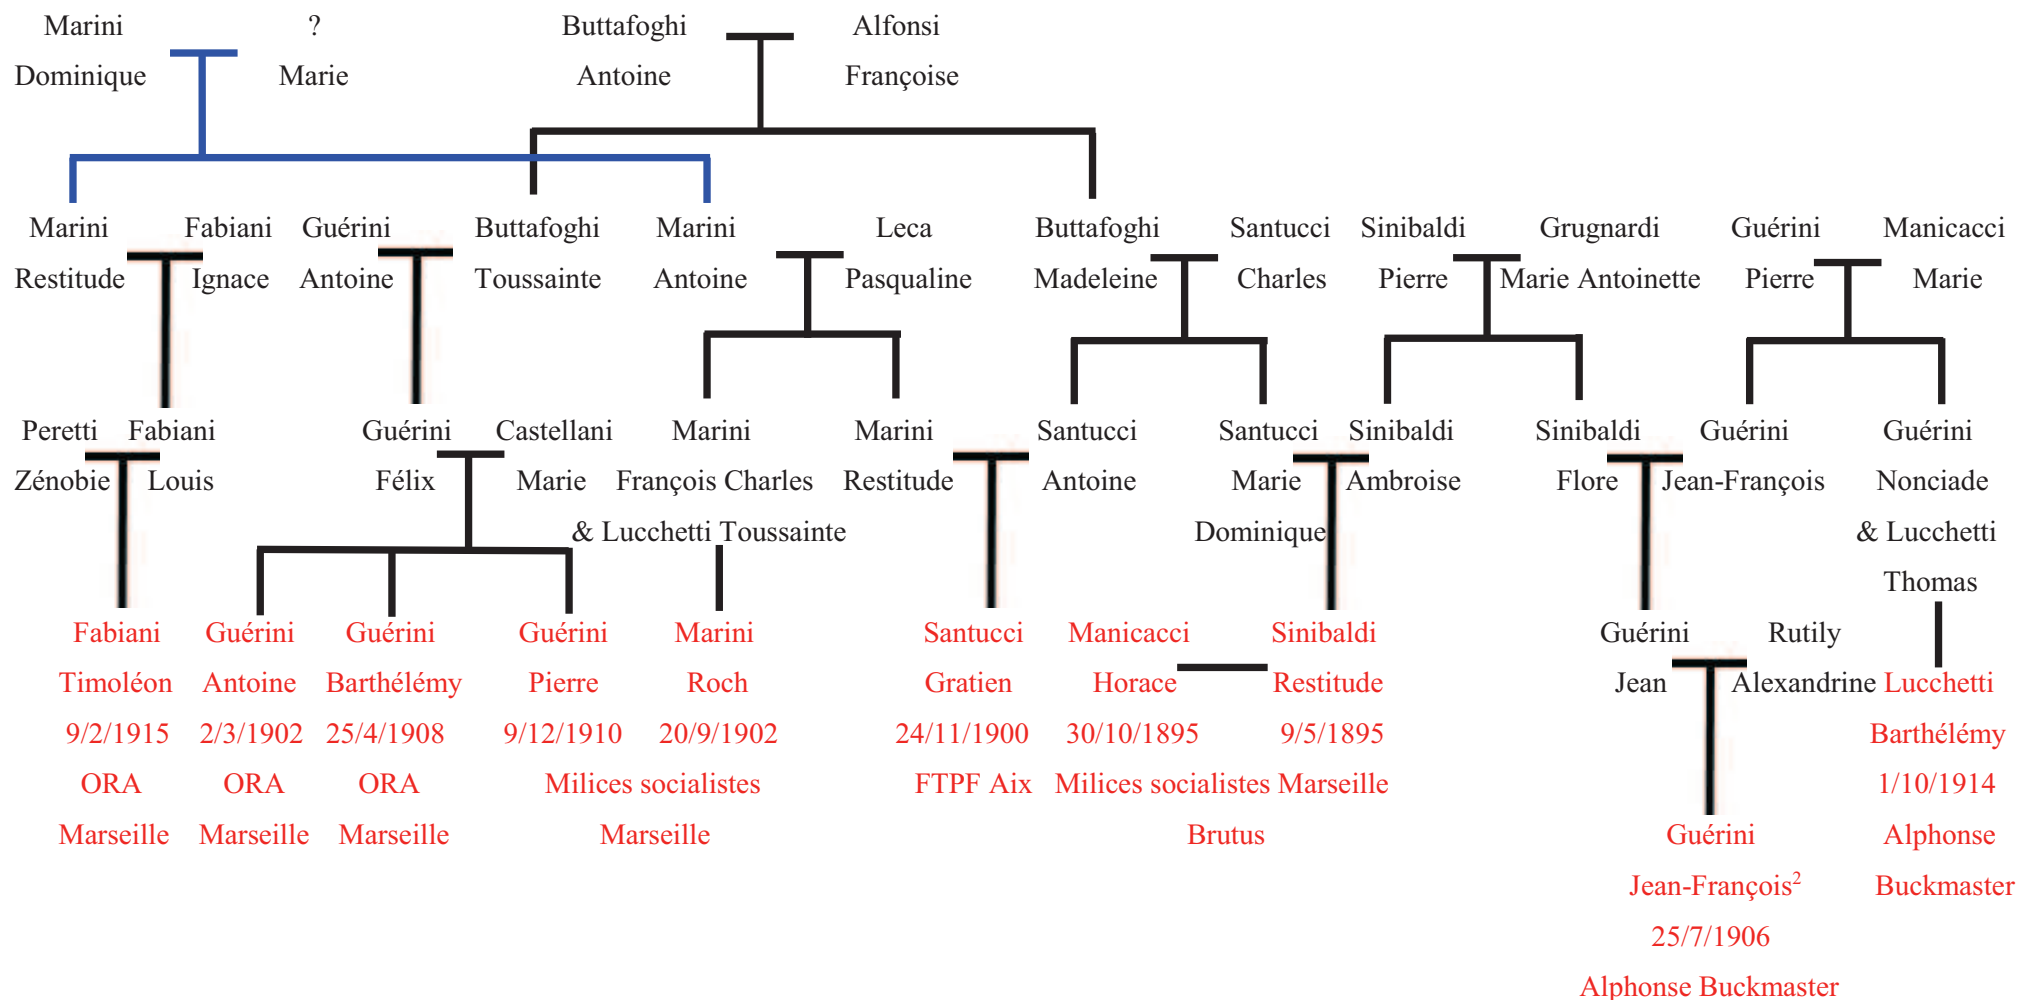 Marini ? Buttafoghi Alfonsi
Dominique Marie Antoine Françoise
Marini Fabiani Guérini Buttafoghi Marini Leca Buttafoghi Santucci Sinibaldi Grugnardi Guérini Manicacci
Restitude Ignace Antoine Toussainte Antoine Pasqualine Madeleine Charles Pierre Marie Antoinette Pierre Marie
Peretti Fabiani Guérini Castellani Marini Marini Santucci Santucci Sinibaldi Sinibaldi Guérini Guérini
Zénobie Louis Félix Marie François Charles Restitude Antoine Marie Ambroise Flore Jean-François Nonciade
& Lucchetti Toussainte Dominique & Lucchetti
Thomas
Fabiani Guérini Guérini Guérini Marini Santucci Manicacci Sinibaldi Guérini Rutily
Timoléon Antoine Barthélémy Pierre Roch Gratien Horace Restitude Jean Alexandrine Lucchetti
9/2/1915 2/3/1902 25/4/1908 9/12/1910 20/9/1902 24/11/1900 30/10/1895 9/5/1895 Barthélémy
ORA ORA ORA Milices socialistes FTPF Aix Milices socialistes Marseille 1/10/1914
Marseille Marseille Marseille Marseille Brutus Guérini Alphonse
Jean-François² Buckmaster
25/7/1906
Alphonse Buckmaster